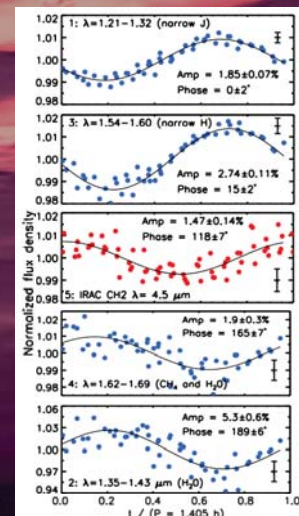 1.02
1: λ=1.21-1.32 (narrow J)
1.01
1.00
0.99
Amp = 1.85±0.07%
Phase = 0±2°
0.98
1.02
3: λ=1.54-1.60 (narrow H)
1.01
1.00
0.99
Amp = 2.74±0.11%
Phase = 15±2°
0.98
Normalized flux density
1.02
Amp = 1.47±0.14%
1.01
Phase = 118±7°
1.00
0.99
5: IRAC CH2 λ= 4.5 μm
1.02
Amp = 1.9±0.3%
Phase = 165±7°
1.01
1.00
0.99
4: λ=1.62-1.69 (CH₄ and H₂O)
0.98
1.06
Amp = 5.3±0.6%
1.03
Phase = 189±6°
1.00
0.97
2: λ=1.35-1.43 μm (H₂O)
0.94
0.0 0.2 0.4 0.6 0.8 1.0
t / (P = 1.405 h)